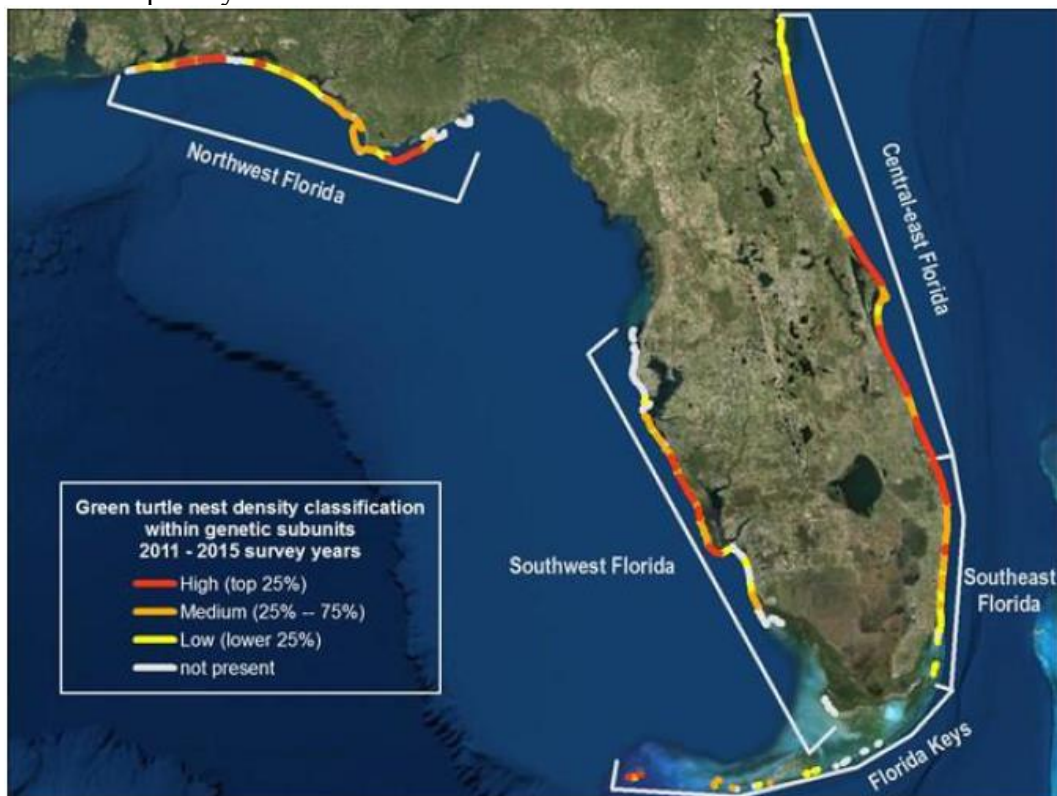 Northwest Florida
Central-east Florida
Southwest Florida
Southeast
Florida
Florida Keys
Green turtle nest density classification
within genetic subunits
2011 - 2015 survey years
High (top 25%)
Medium (25% -- 75%)
Low (lower 25%)
not present